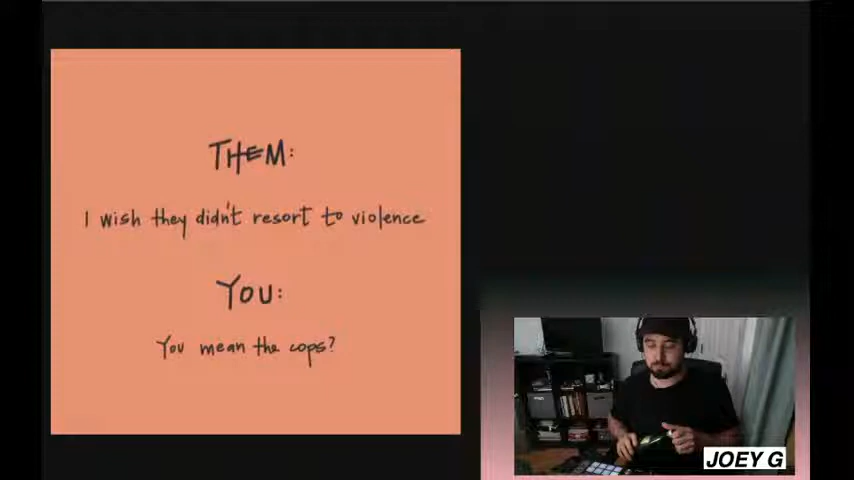 THEM:
I wish they didn't resort to violence
YOU:
You mean the cops?
JOEY G